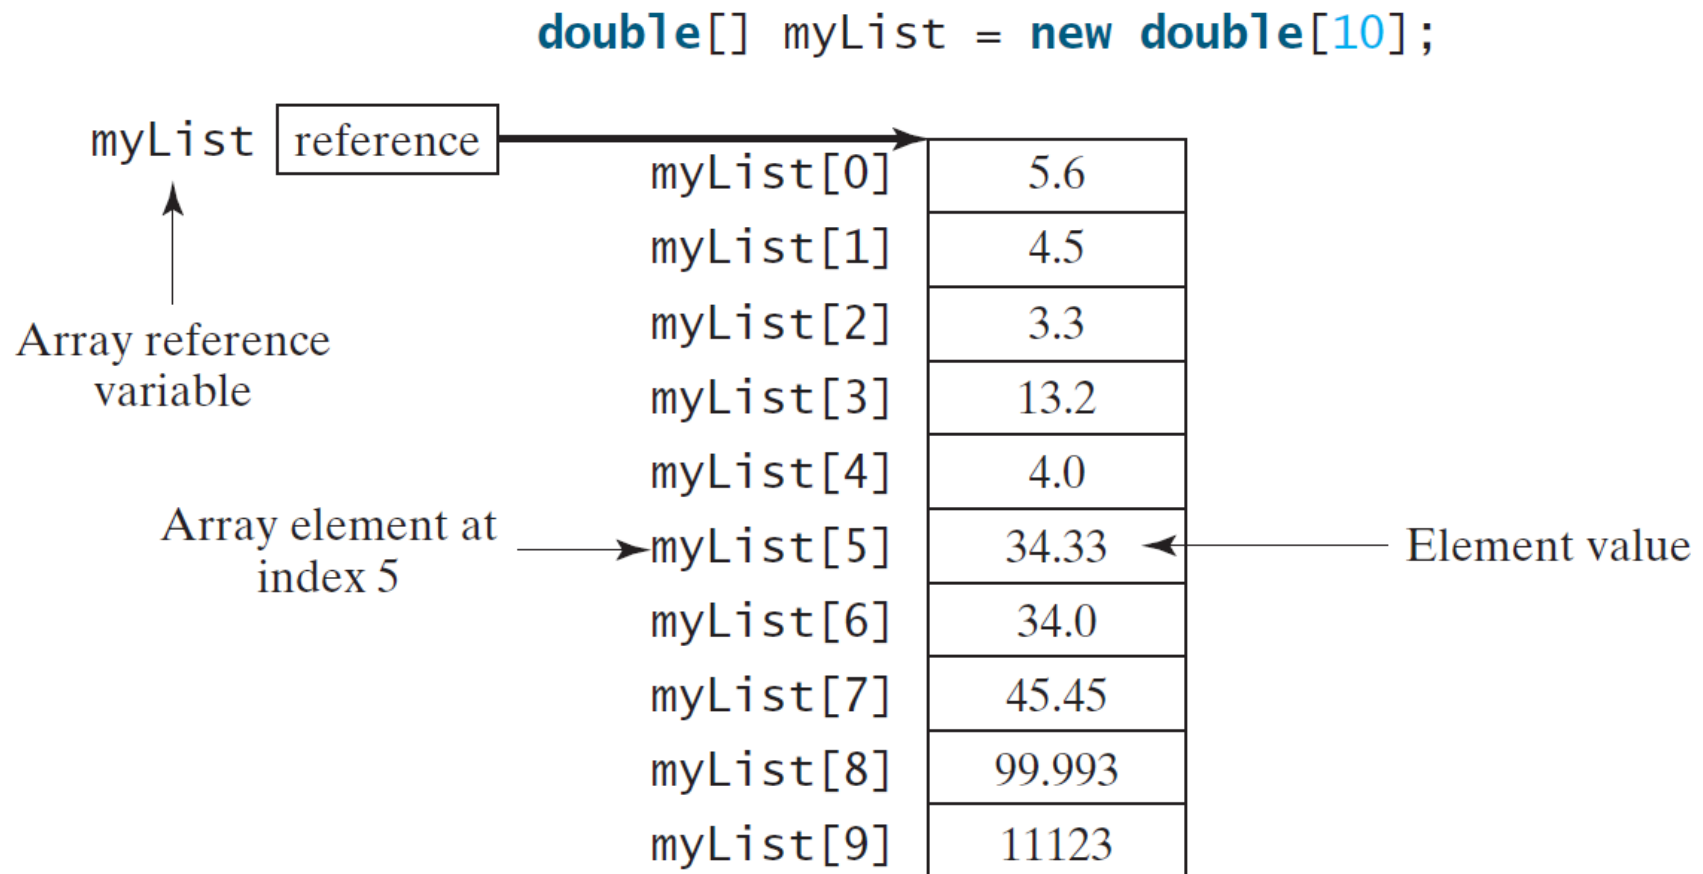 double[] myList = new double[10];
myList reference
myList[0] 5.6
myList[1] 4.5
myList[2] 3.3
Array reference
variable
myList[3] 13.2
myList[4] 4.0
Array element at
index 5
myList[5] 34.33 Element value
myList[6] 34.0
myList[7] 45.45
myList[8] 99.993
myList[9] 11123